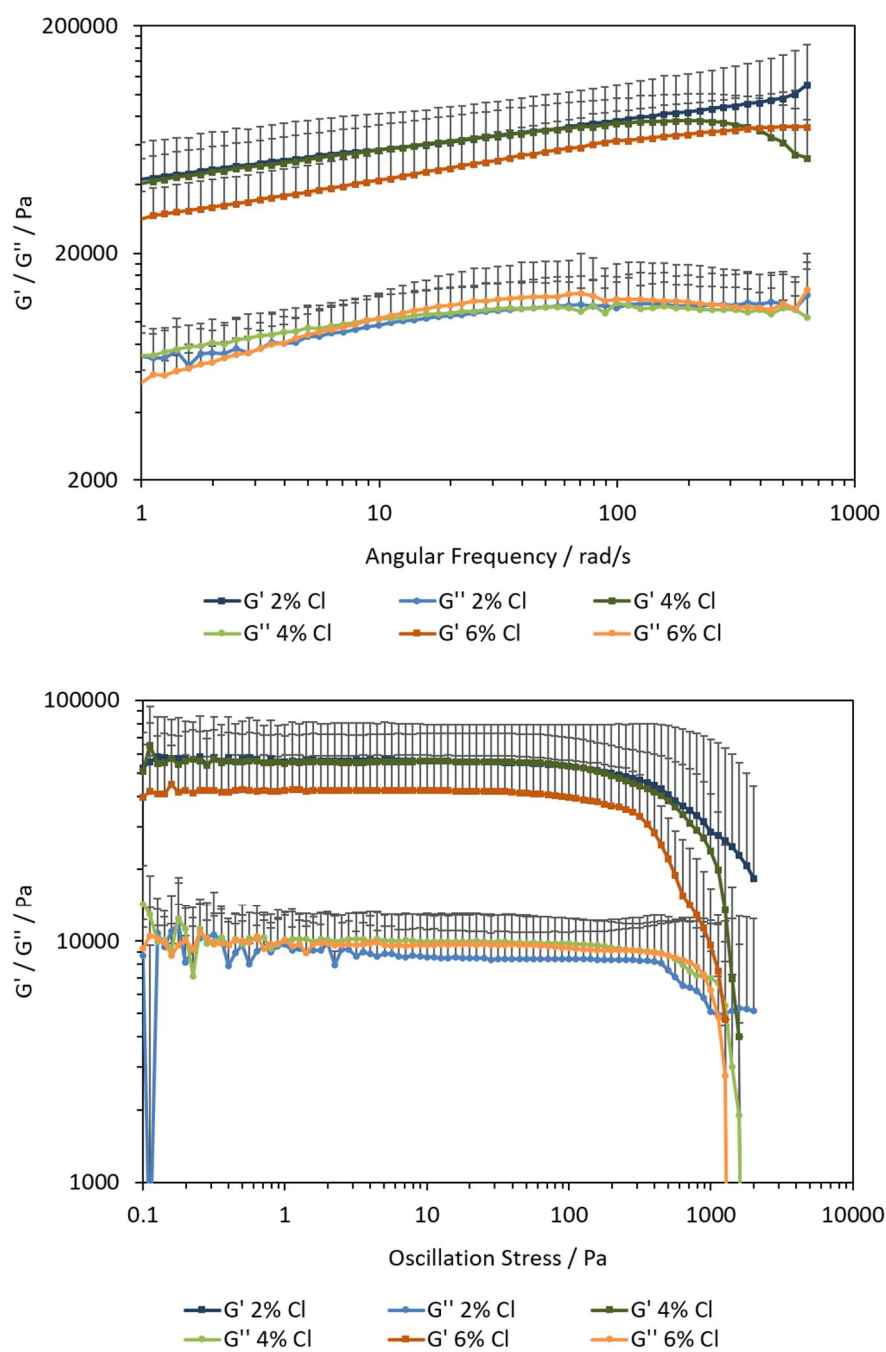 200000
20000
2000
G' / G'' / Pa
1 10 100 1000
Angular Frequency / rad/s
G' 2% Cl G'' 2% Cl G' 4% Cl
G'' 4% Cl G' 6% Cl G'' 6% Cl
100000
10000
1000
G' / G'' / Pa
0.1 1 10 100 1000 10000
Oscillation Stress / Pa
G' 2% Cl G'' 2% Cl G' 4% Cl
G'' 4% Cl G' 6% Cl G'' 6% Cl